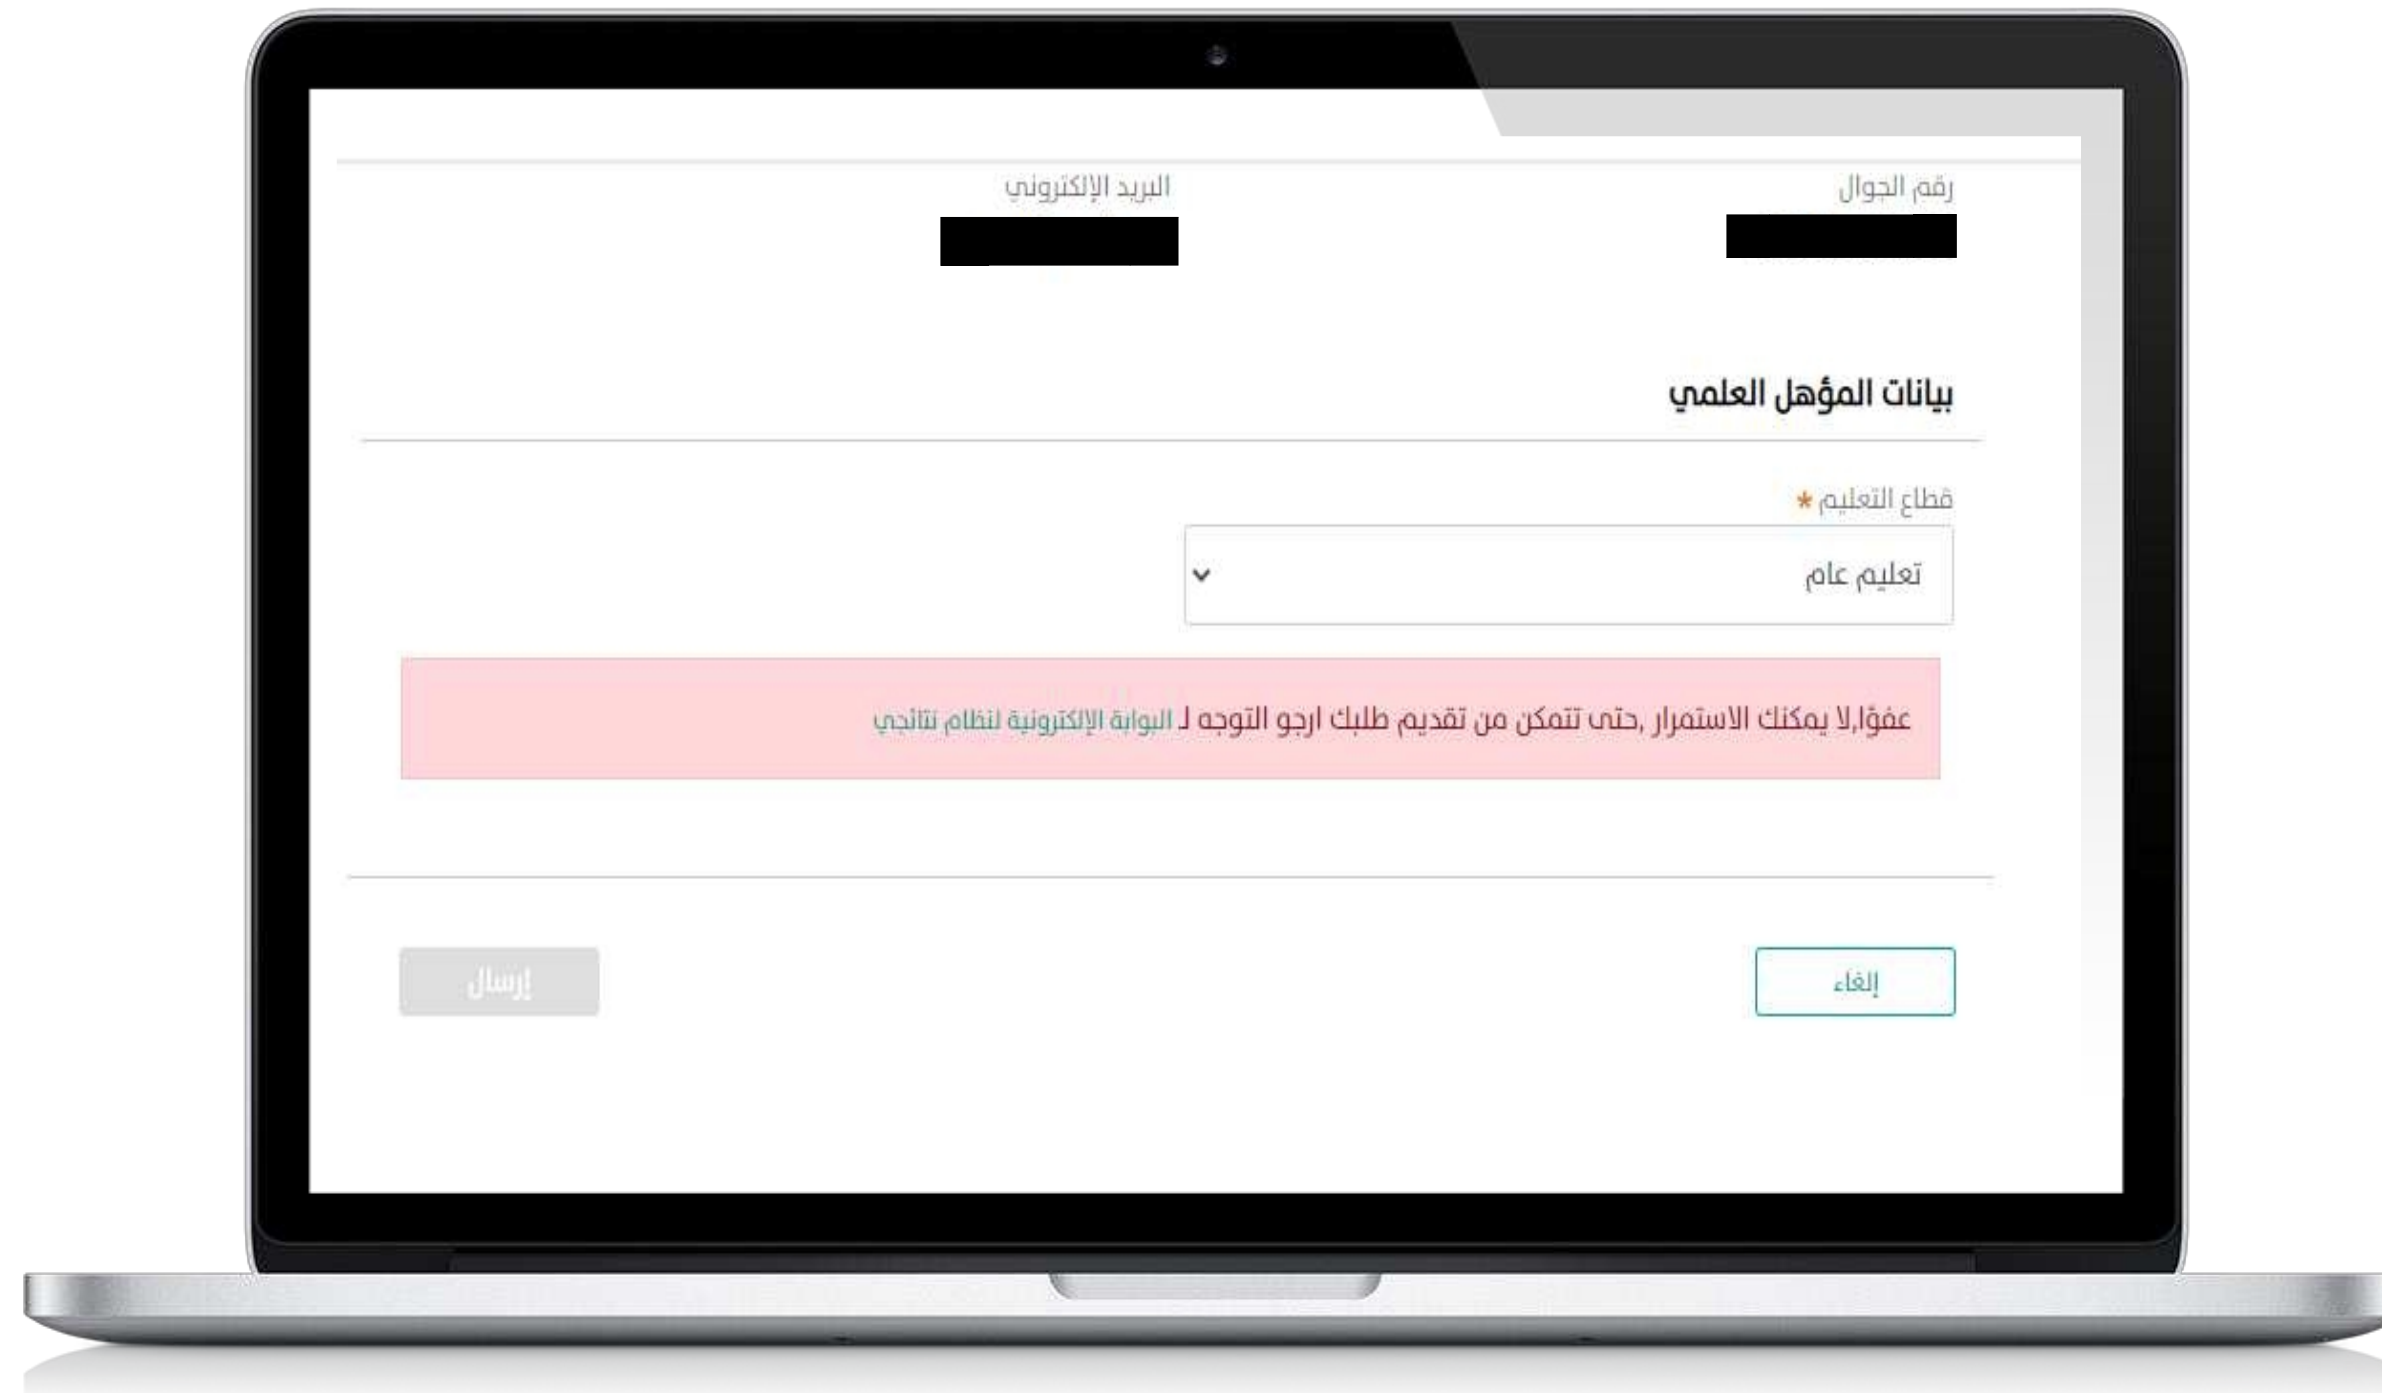 رقم الجوال
البريد الإلكتروني
بيانات المؤهل العلمي
قطاع التعليم *
تعليم عام
عفوًا,لا يمكنك الاستمرار ,حتى تتمكن من تقديم طلبك ارجو التوجه لـ البوابة الإلكترونية لنظام نتائجي
إلغاء
إرسال